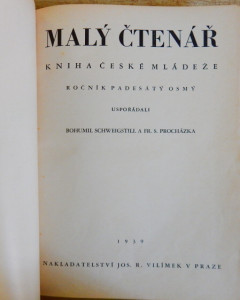 MALÝ ČTENÁŘ
KNIHA ČESKÉ MLÁDEŽE
ROČNÍK PADESÁTÝ OSMÝ
USPOŘÁDALI
BOHUMIL SCHWEIGSTILL A FR. S. PROCHÁZKA
1939
NAKLADATELSTVÍ JOS. R. VILÍMEK V PRAZE